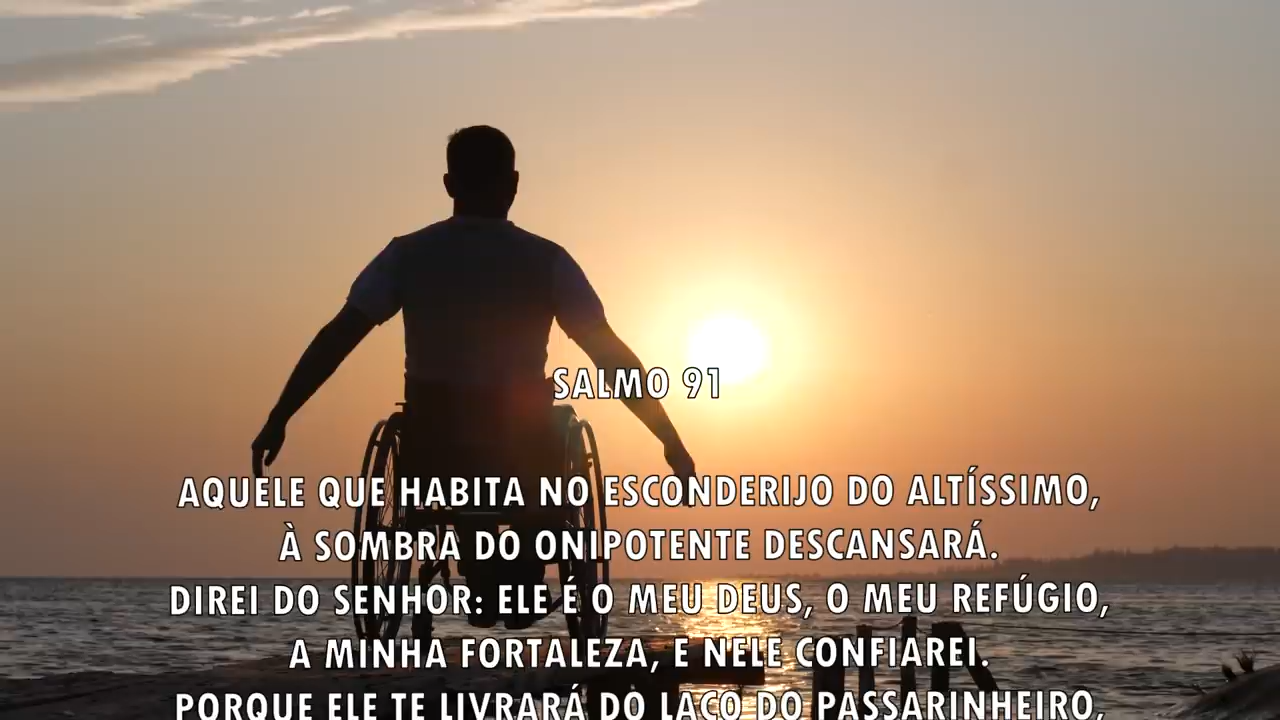 SALMO 91
AQUELE QUE HABITA NO ESCONDERIJO DO ALTÍSSIMO,
À SOMBRA DO ONIPOTENTE DESCANSARÁ.
DIREI DO SENHOR: ELE É O MEU DEUS, O MEU REFÚGIO,
A MINHA FORTALEZA, E NELE CONFIAREI.
PORQUE ELE TE LIVRARÁ DO LAÇO DO PASSARINHEIRO,